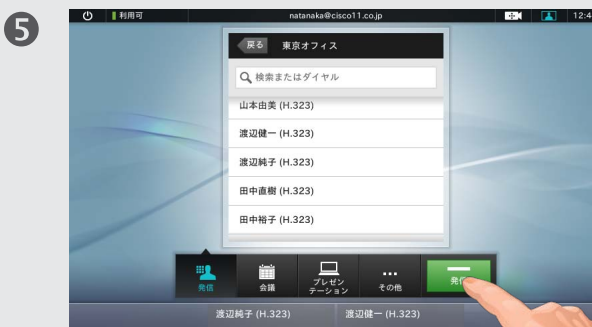 5
利用可 natanaka@cisco11.co.jp 12:4
戻る 東京オフィス
検索またはダイヤル
山本由美 (H.323)
渡辺健一 (H.323)
渡辺純子 (H.323)
田中直樹 (H.323)
田中裕子 (H.323)
発信 会議 プレゼン
テーション その他 発信
渡辺純子 (H.323) 渡辺健一 (H.323)